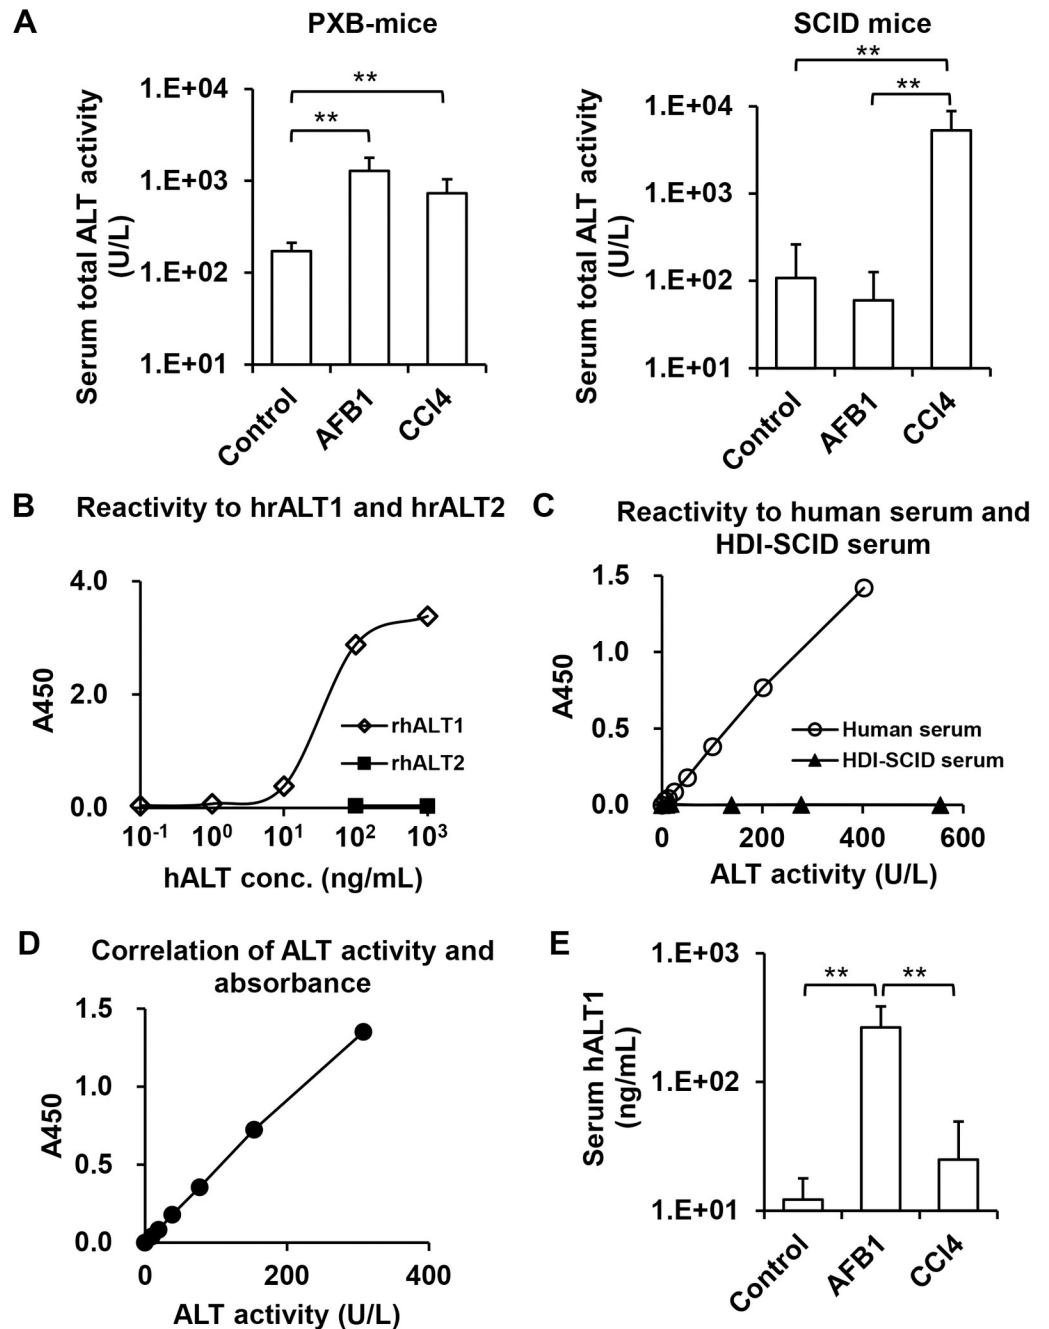 A
PXB-mice
**
**
1.E+04
1.E+03
1.E+02
1.E+01
Serum total ALT activity
(U/L)
Control
AFB1
CCl4
SCID mice
**
**
1.E+04
1.E+03
1.E+02
1.E+01
Serum total ALT activity
(U/L)
Control
AFB1
CCl4
B
Reactivity to hrALT1 and hrALT2
4.0
2.0
0.0
A450
rhALT1
rhALT2
10-1
100
101
102
103
hALT conc. (ng/mL)
C
Reactivity to human serum and
HDI-SCID serum
1.5
1.0
0.5
0.0
A450
Human serum
HDI-SCID serum
0
200
400
600
ALT activity (U/L)
D
Correlation of ALT activity and
absorbance
1.5
1.0
0.5
0.0
A450
0
200
400
ALT activity (U/L)
E
1.E+03
1.E+02
1.E+01
Serum hALT1
(ng/mL)
**
**
Control
AFB1
CCl4